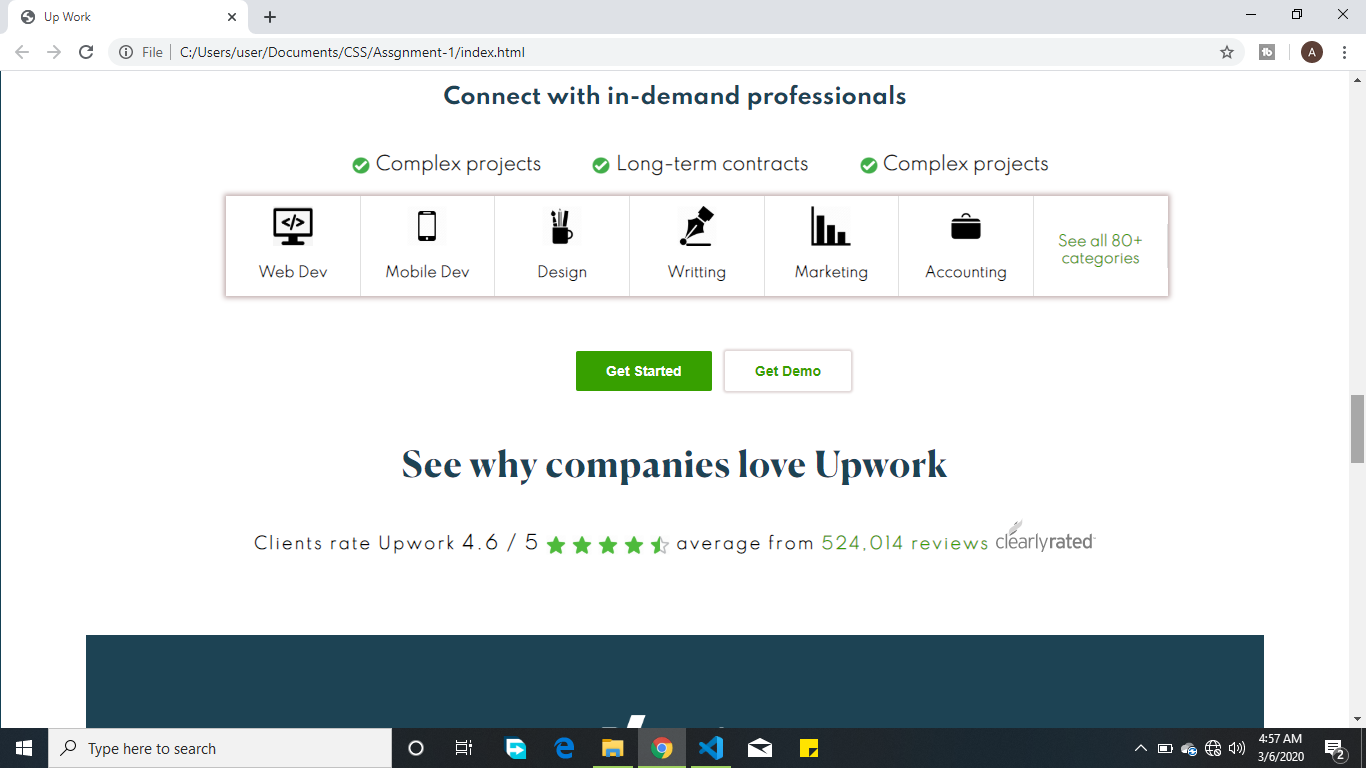 Up Work
File C:/Users/user/Documents/CSS/Assgnment-1/index.html
A
Connect with in-demand professionals
Complex projects Long-term contracts Complex projects
</>
Web Dev Mobile Dev Design Writting Marketing Accounting See all 80+
categories
Get Started Get Demo
See why companies love Upwork
Clients rate Upwork 4.6 / 5 average from 524,014 reviews clearlyrated
Type here to search
4:57 AM
3/6/2020
2